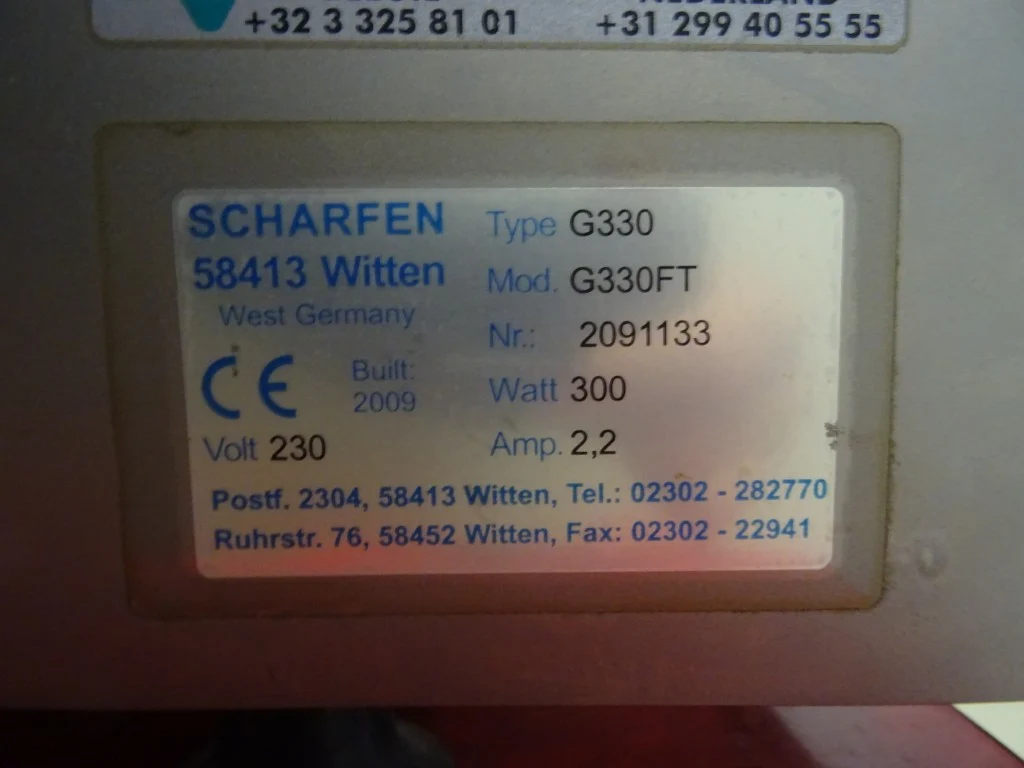 NEDERLAND
+32 3 325 81 01 +31 299 40 55 55
SCHARFEN
58413 Witten
West Germany
CE
Built:
2009
Volt 230
Type G330
Mod. G330FT
Nr.: 2091133
Watt 300
Amp. 2,2
Postf. 2304, 58413 Witten, Tel.: 02302 - 282770
Ruhrstr. 76, 58452 Witten, Fax: 02302 - 22941